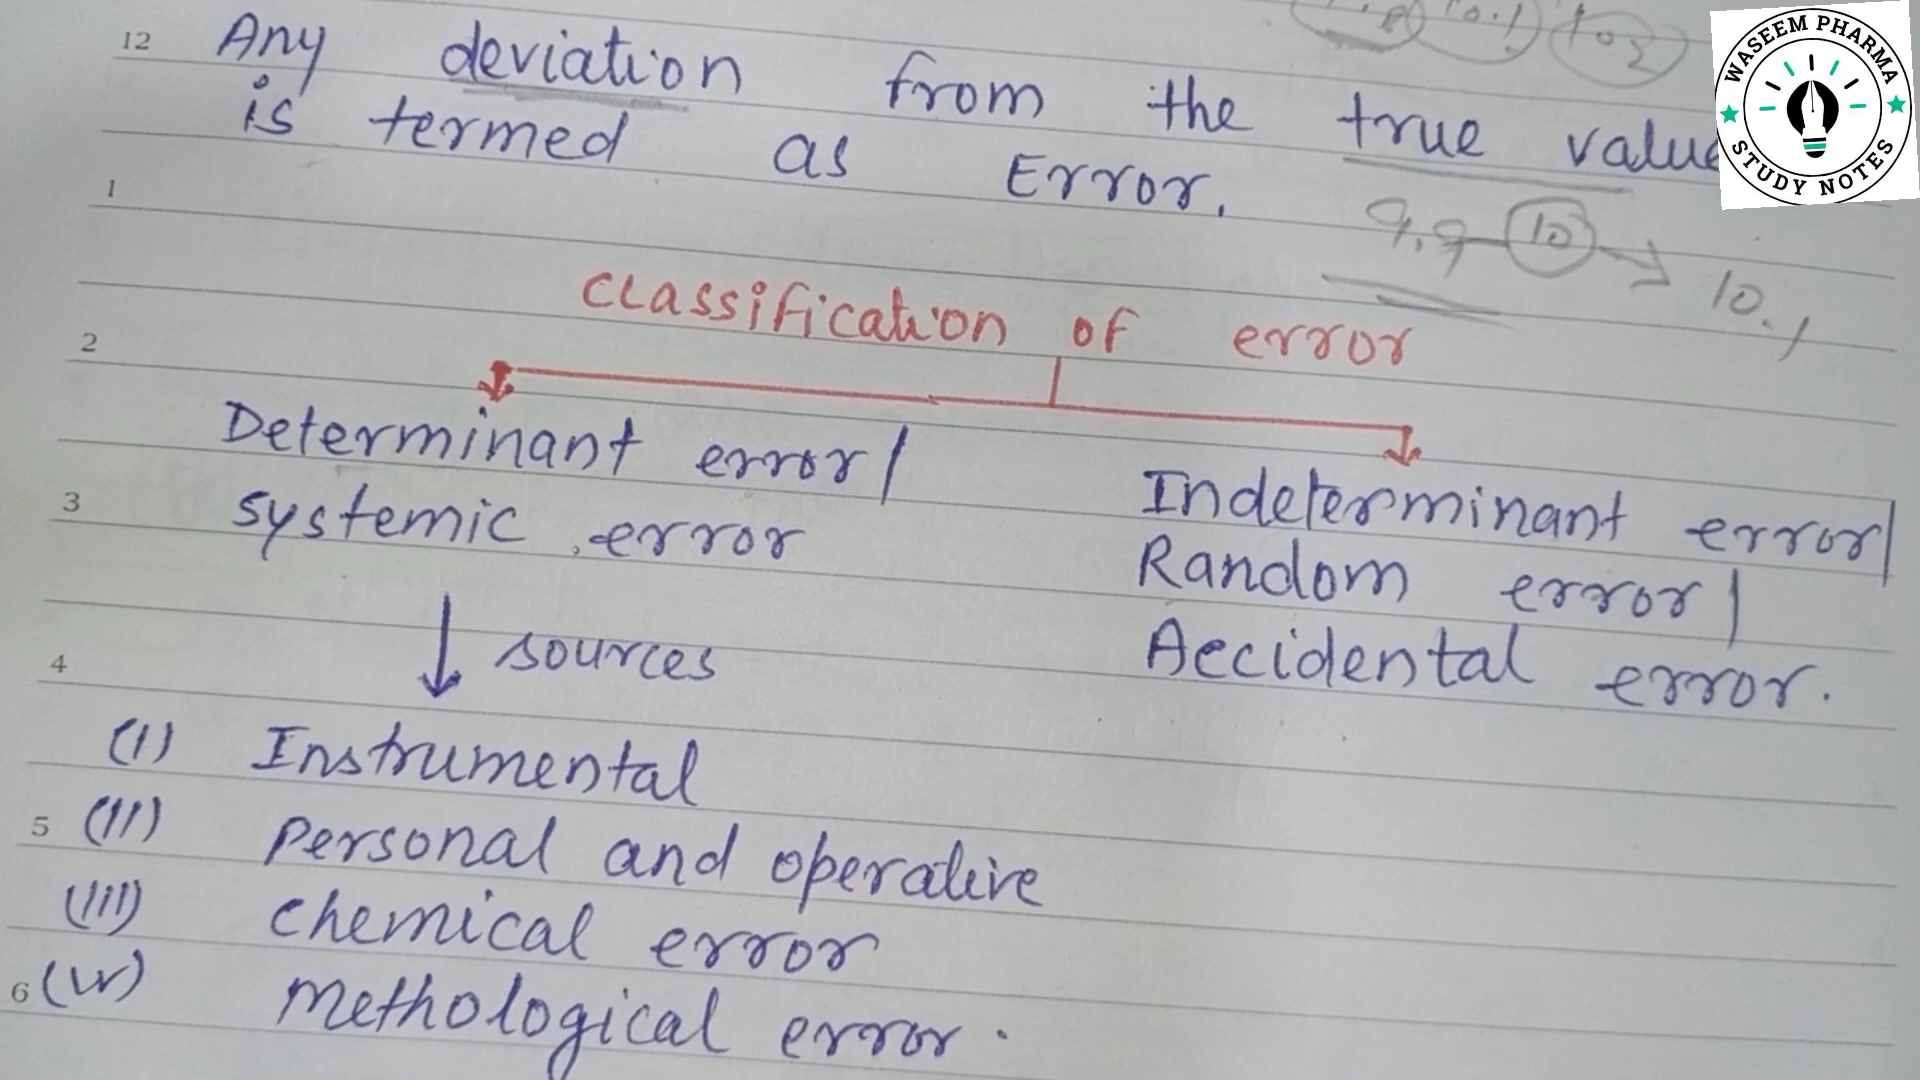 10.1
12 Any deviation from the true value
is termed as Error.
1
9.9 10 10.1
classification of error
2
Determinant error/
Indeterminant error/
3 systemic error
Random error/
sources
Accidental error.
4
(I) Instrumental
5 (II) Personal and operative
(III) chemical error
6 (IV) Methological error.
WASEEM PHARMA
STUDY NOTES